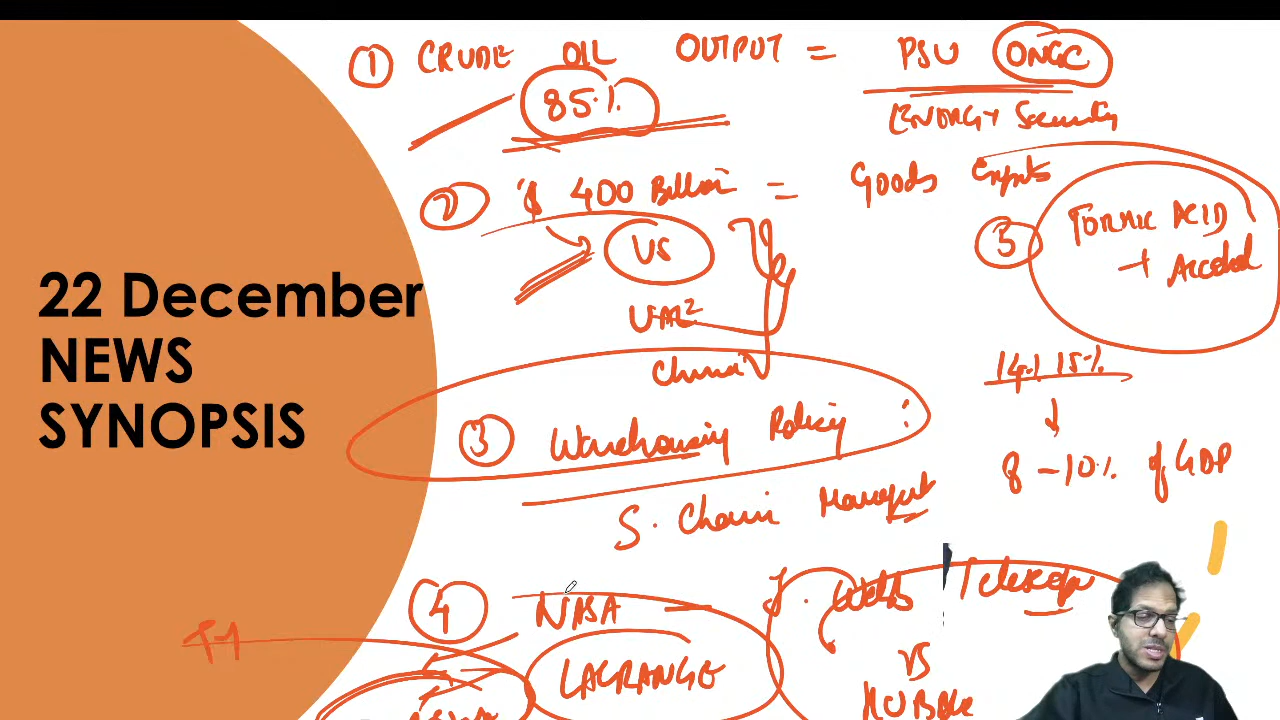 22 December
NEWS
SYNOPSIS
① CRUDE OIL OUTPUT = PSU ONGC
85%
ENERGY Security
② $ 400 Billion = Goods Exports
US
UAE
China
③ Warehousing Policy :
S. Chain Management
④ NASA — J. Webb Telescope
LAGRANGE
VS
HUBBLE
⑤ FORMIC ACID
+ Alcohol
14% 15%
8 - 10% of GDP